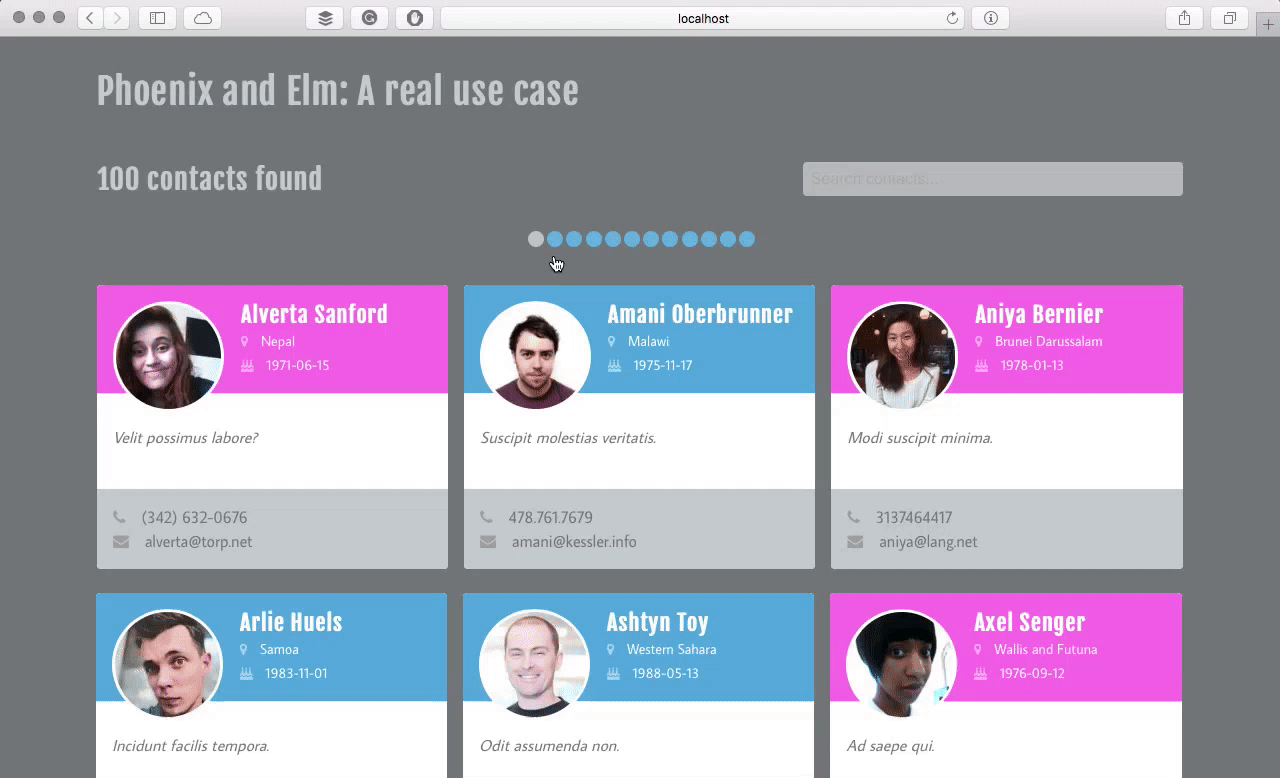 localhost
Phoenix and Elm: A real use case
100 contacts found
Search contacts...
Alverta Sanford
Nepal
1971-06-15
Velit possimus labore?
(342) 632-0676
alverta@torp.net
Amani Oberbrunner
Malawi
1975-11-17
Suscipit molestias veritatis.
478.761.7679
amani@kessler.info
Aniya Bernier
Brunei Darussalam
1978-01-13
Modi suscipit minima.
3137464417
aniya@lang.net
Arlie Huels
Samoa
1983-11-01
Incidunt facilis tempora.
Ashtyn Toy
Western Sahara
1988-05-13
Odit assumenda non.
Axel Senger
Wallis and Futuna
1976-09-12
Ad saepe qui.